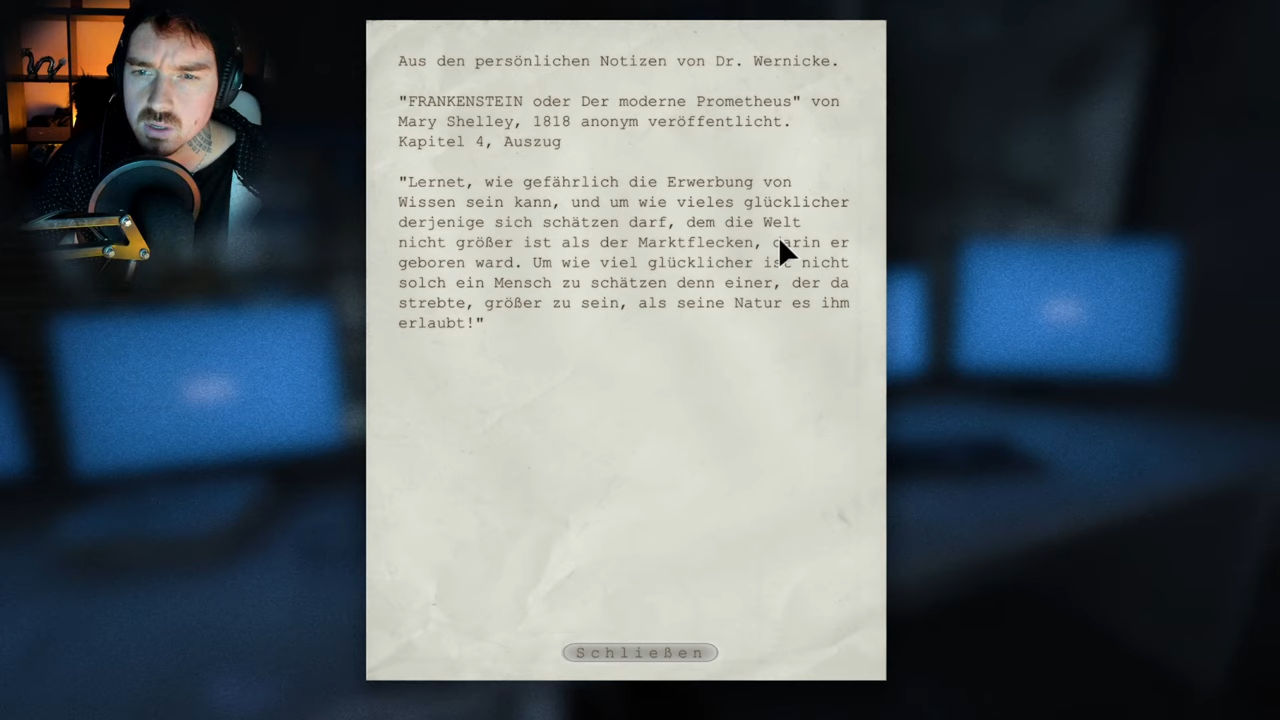 Aus den persönlichen Notizen von Dr. Wernicke.
"FRANKENSTEIN oder Der moderne Prometheus" von
Mary Shelley, 1818 anonym veröffentlicht.
Kapitel 4, Auszug
"Lernet, wie gefährlich die Erwerbung von
Wissen sein kann, und um wie vieles glücklicher
derjenige sich schätzen darf, dem die Welt
nicht größer ist als der Marktflecken, darin er
geboren ward. Um wie viel glücklicher ist nicht
solch ein Mensch zu schätzen denn einer, der da
strebte, größer zu sein, als seine Natur es ihm
erlaubt!"
Schließen